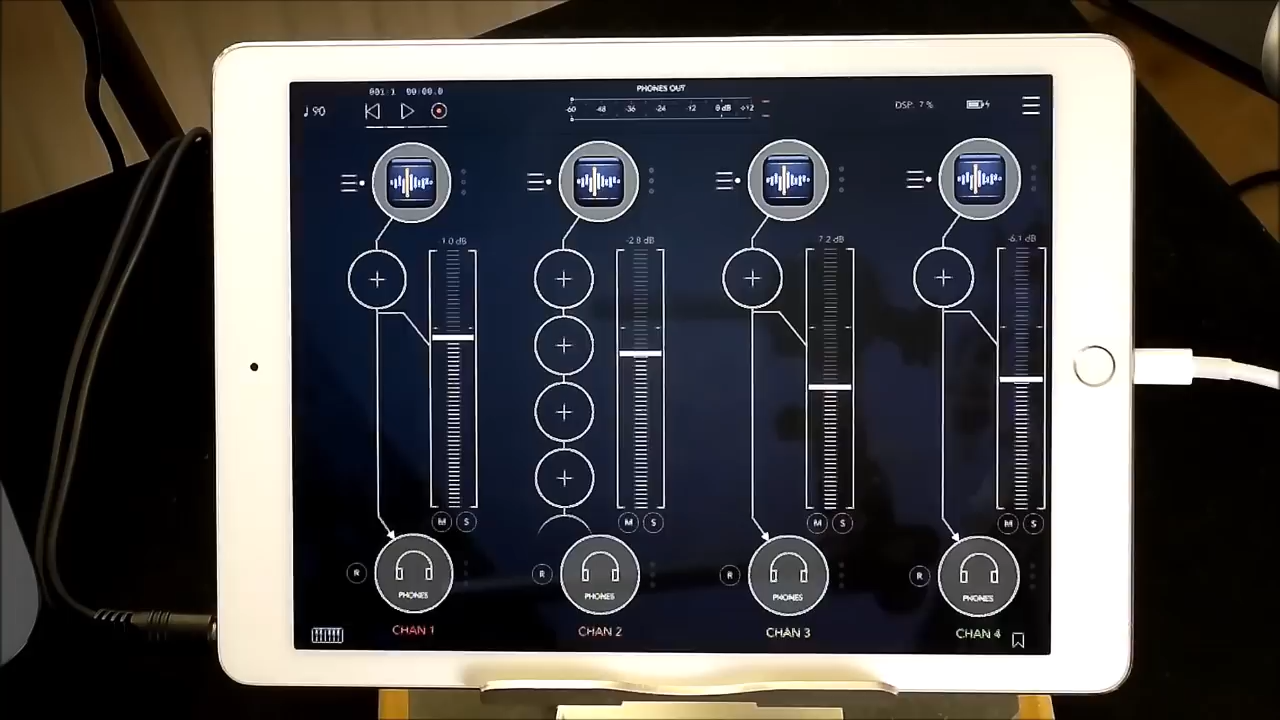 001:1 00:00.0
♩90
PHONES OUT
-60 -48 -36 -24 -12 0 dB +12
DSP: 7 %
-1.0 dB
-2.8 dB
-7.2 dB
-6.1 dB
M S
M S
M S
M S
R
R
R
R
PHONES
PHONES
PHONES
PHONES
CHAN 1
CHAN 2
CHAN 3
CHAN 4